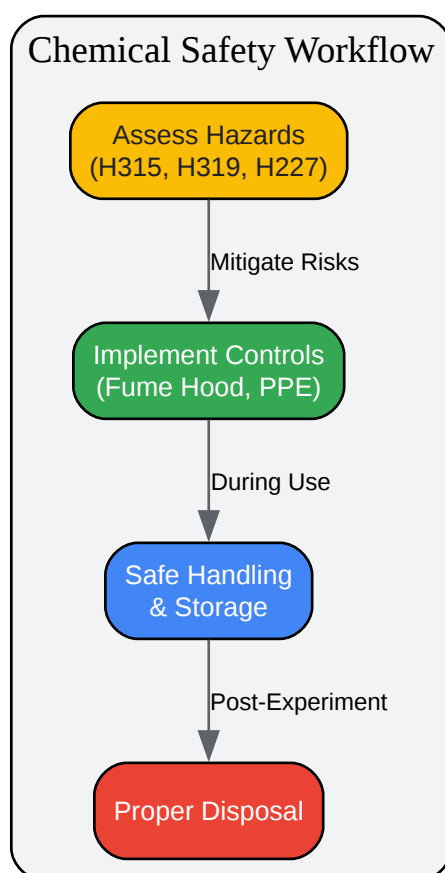 Chemical Safety Workflow
Assess Hazards
(H315, H319, H227)
Mitigate Risks
Implement Controls
(Fume Hood, PPE)
During Use
Safe Handling
& Storage
Post-Experiment
Proper Disposal